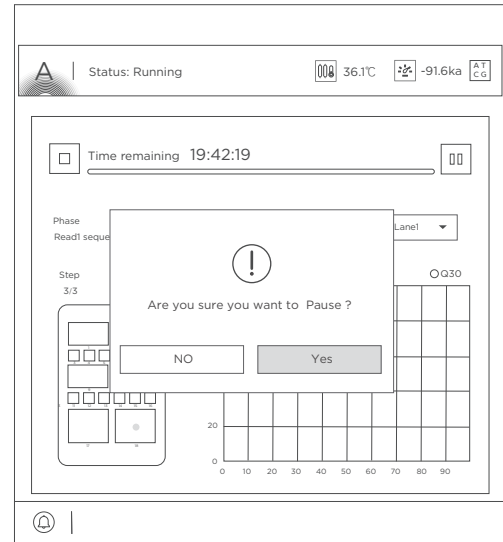 A
Status: Running
36.1℃
-91.6ka
A T
C G
Time remaining 19:42:19
Phase
Read1 seque
Lane1
Step
3/3
Q30
Are you sure you want to Pause ?
NO
Yes
20
0
0 10 20 30 40 50 60 70 80 90